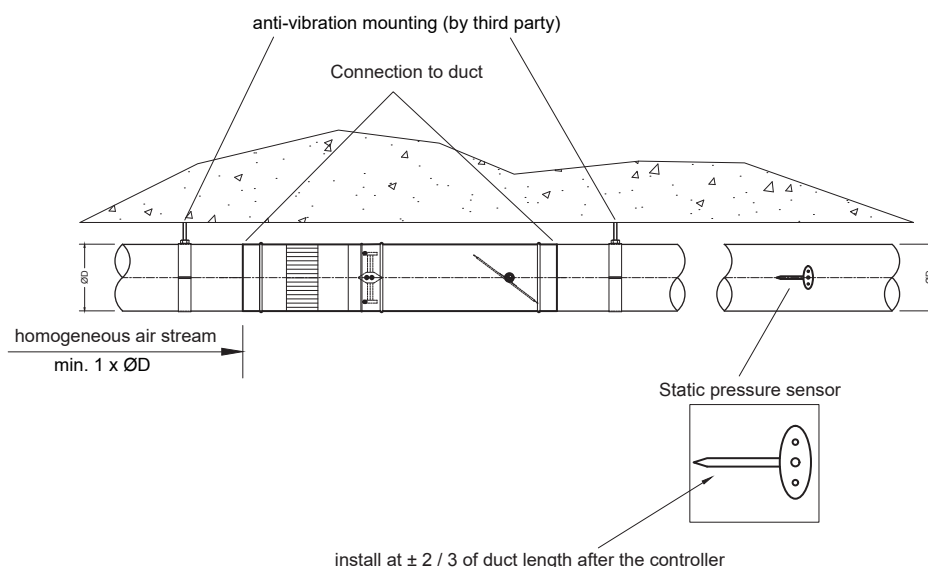 anti-vibration mounting (by third party)
Connection to duct
ØD
ØD
homogeneous air stream
min. 1 x ØD
Static pressure sensor
install at ± 2 / 3 of duct length after the controller